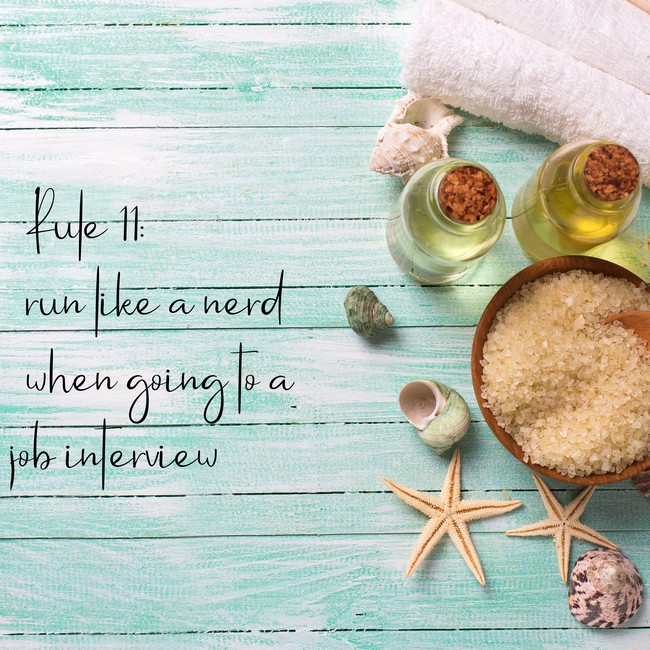 Rule 11:
run like a nerd
when going to a
job interview